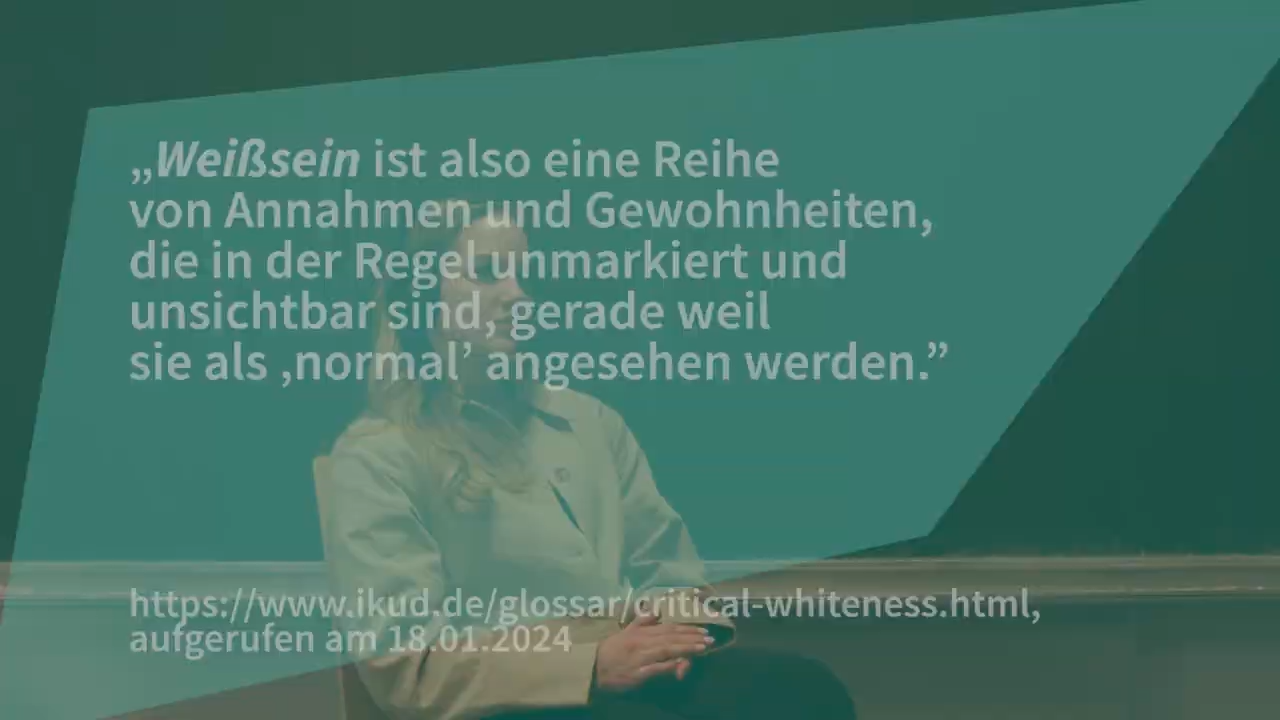 „Weißsein ist also eine Reihe
von Annahmen und Gewohnheiten,
die in der Regel unmarkiert und
unsichtbar sind, gerade weil
sie als ‚normal’ angesehen werden.”
https://www.ikud.de/glossar/critical-whiteness.html,
aufgerufen am 18.01.2024